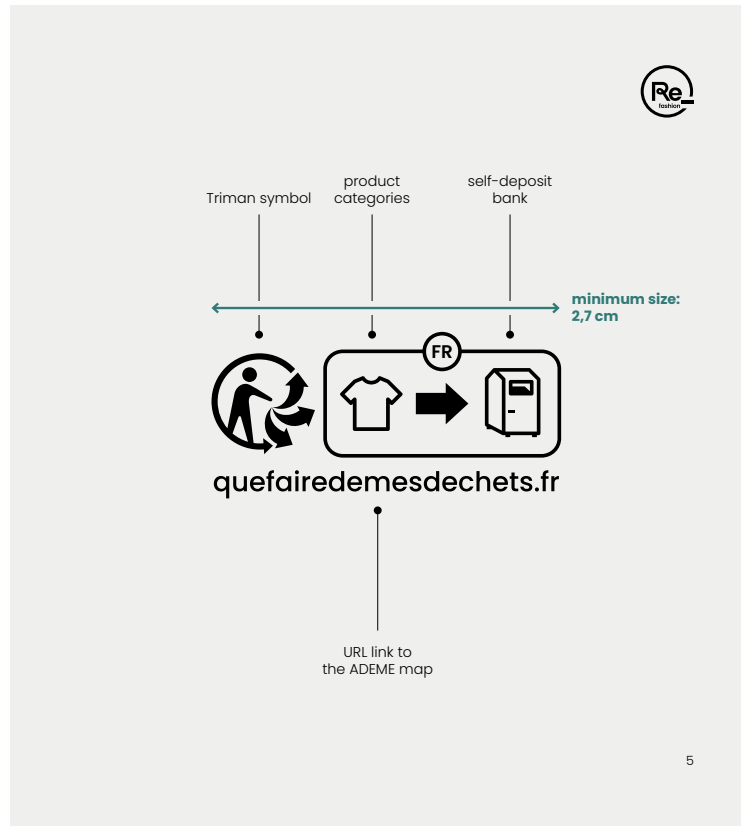 Re_
fashion
Triman symbol
product
categories
self-deposit
bank
minimum size:
2,7 cm
FR
quefairedemesdechets.fr
URL link to
the ADEME map
5